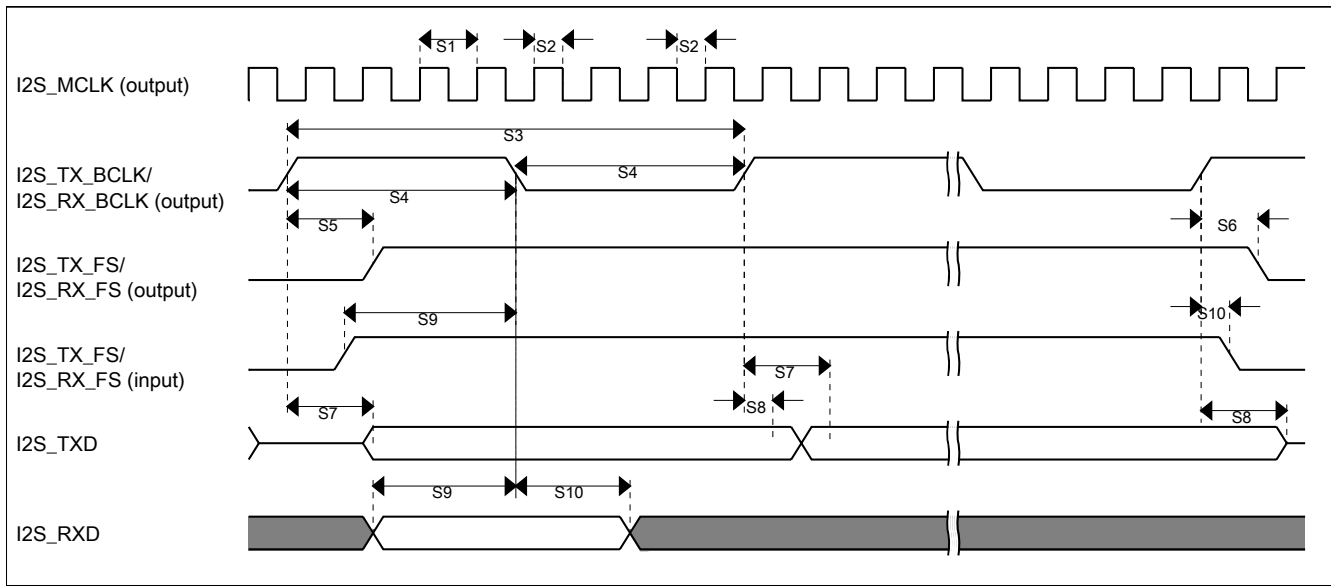 S1
S2
S2
I2S_MCLK (output)
S3
I2S_TX_BCLK/
I2S_RX_BCLK (output)
S4
S4
S5
S6
I2S_TX_FS/
I2S_RX_FS (output)
S9
S10
I2S_TX_FS/
I2S_RX_FS (input)
S7
S7
S8
S8
I2S_TXD
S9
S10
I2S_RXD